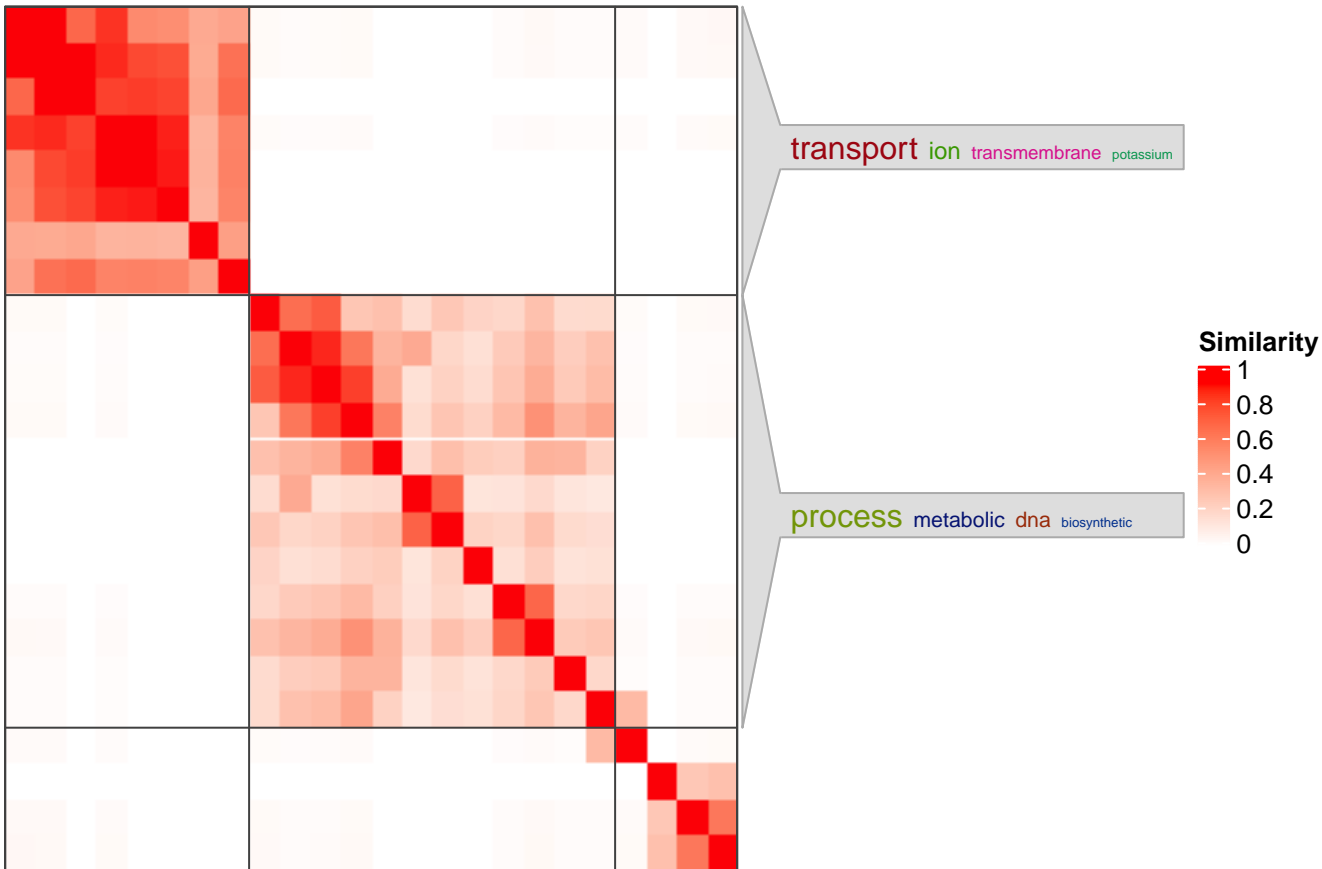 transport ion transmembrane potassium
process metabolic dna biosynthetic
Similarity
1
0.8
0.6
0.4
0.2
0